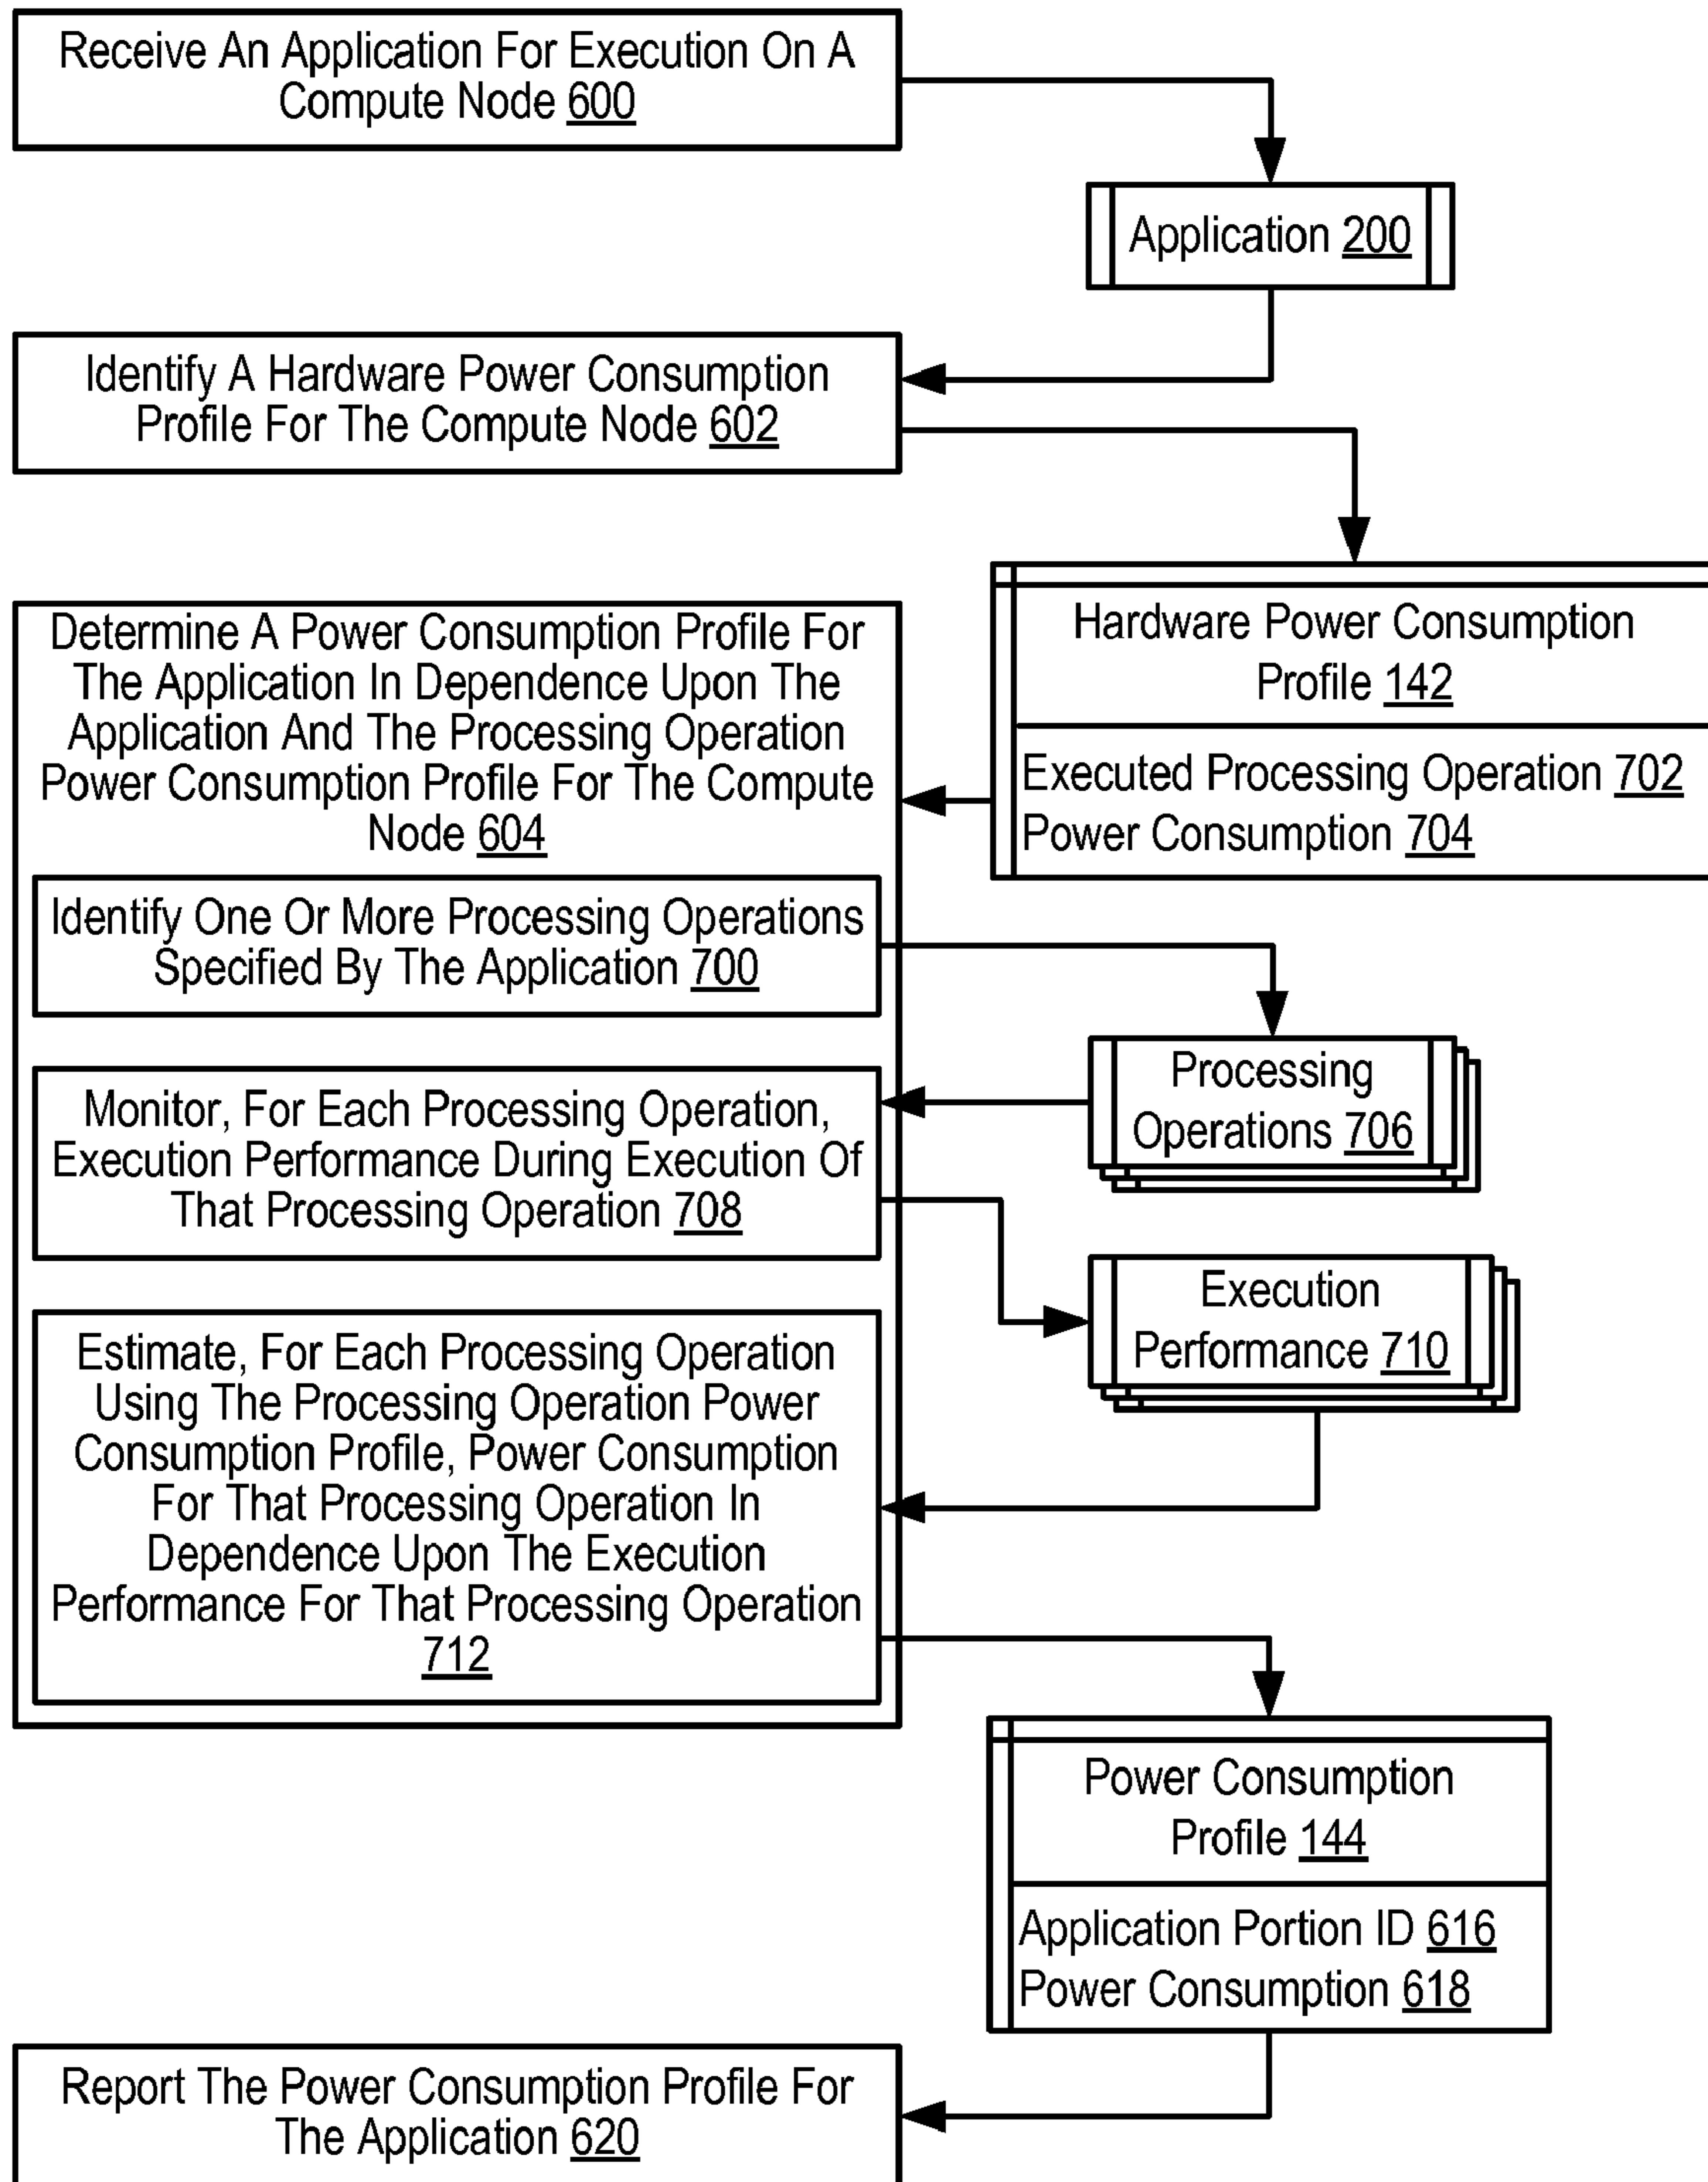 Receive An Application For Execution On A
Compute Node 600
Application 200
Identify A Hardware Power Consumption
Profile For The Compute Node 602
Hardware Power Consumption
Profile 142
Executed Processing Operation 702
Power Consumption 704
Determine A Power Consumption Profile For
The Application In Dependence Upon The
Application And The Processing Operation
Power Consumption Profile For The Compute
Node 604
Identify One Or More Processing Operations
Specified By The Application 700
Processing
Operations 706
Monitor, For Each Processing Operation,
Execution Performance During Execution Of
That Processing Operation 708
Execution
Performance 710
Estimate, For Each Processing Operation
Using The Processing Operation Power
Consumption Profile, Power Consumption
For That Processing Operation In
Dependence Upon The Execution
Performance For That Processing Operation
712
Power Consumption
Profile 144
Application Portion ID 616
Power Consumption 618
Report The Power Consumption Profile For
The Application 620